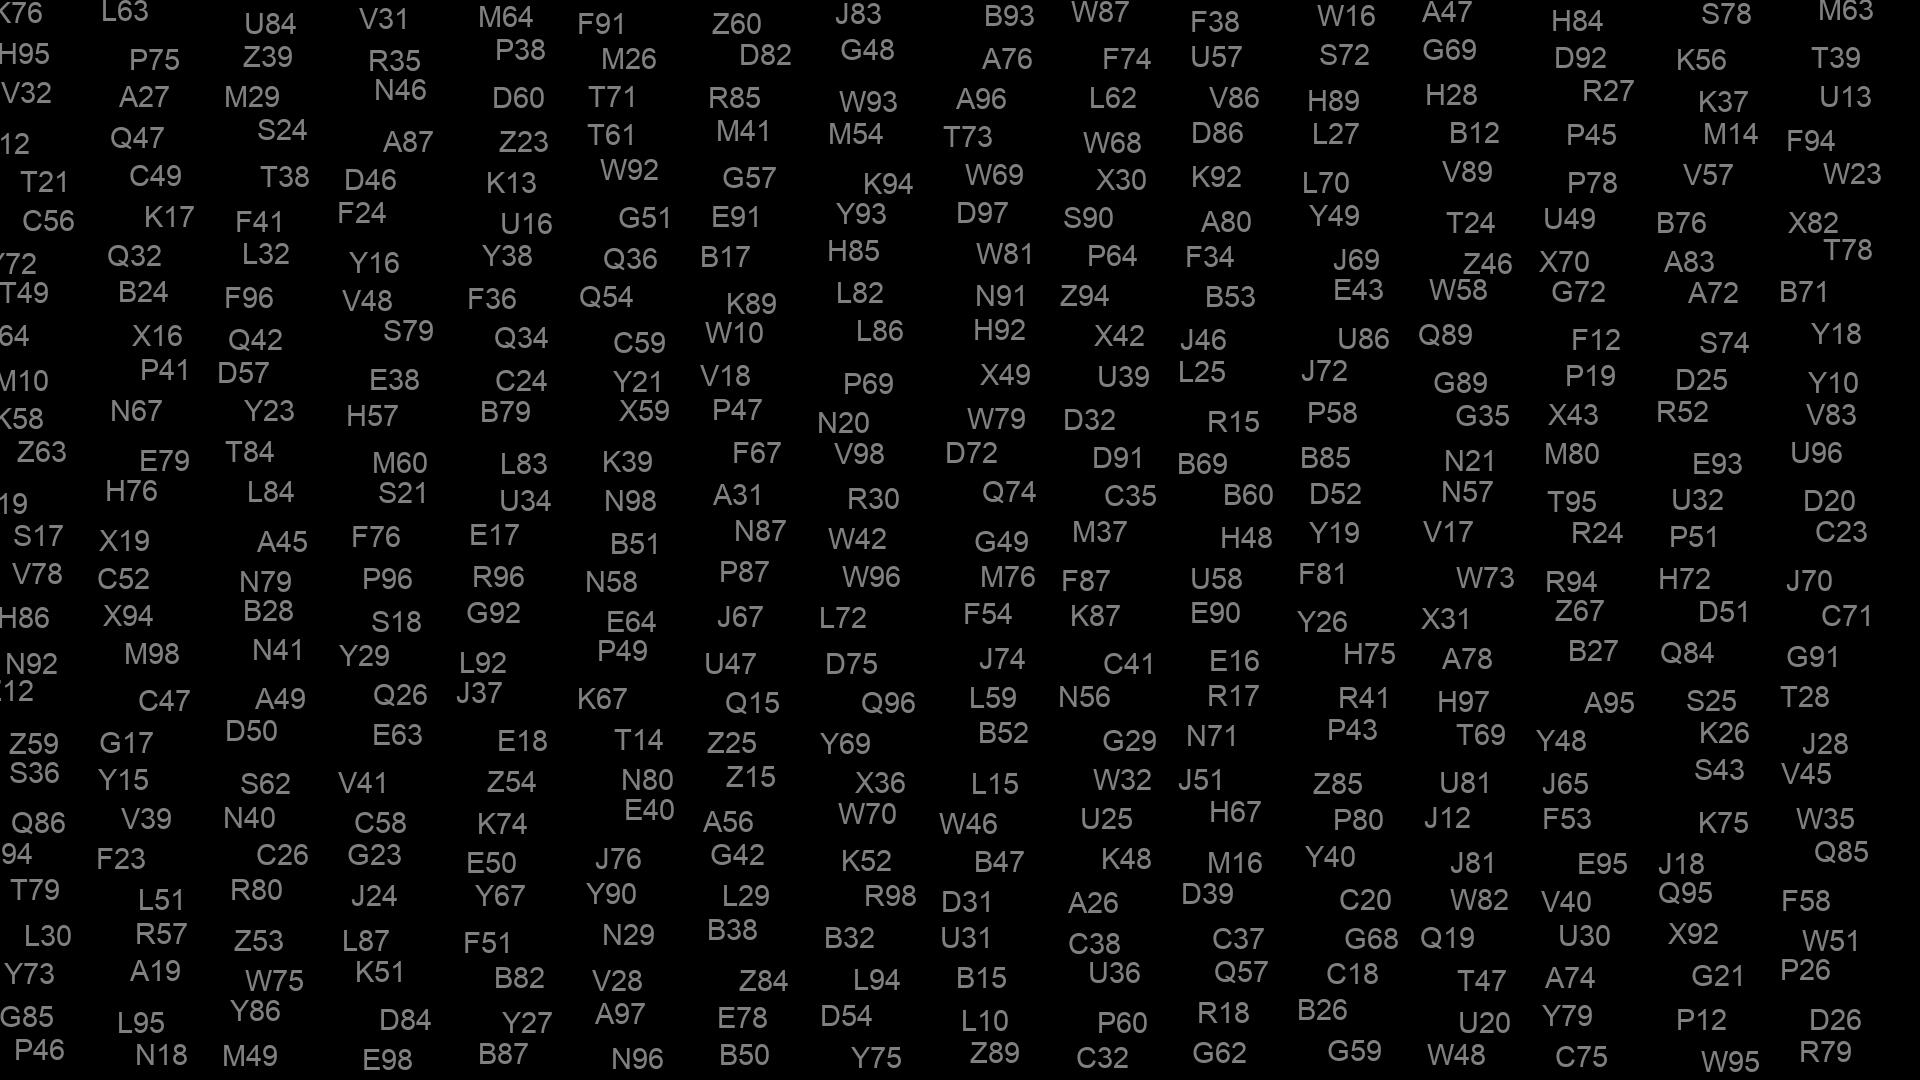 K76 L63 U84 V31 M64 F91 Z60 J83 B93 W87 F38 W16 A47 H84 S78 M63
H95 P75 Z39 R35 P38 M26 D82 G48 A76 F74 U57 S72 G69 D92 K56 T39
V32 A27 M29 N46 D60 T71 R85 W93 A96 L62 V86 H89 H28 R27 K37 U13
12 Q47 S24 A87 Z23 T61 M41 M54 T73 W68 D86 L27 B12 P45 M14 F94
T21 C49 T38 D46 K13 W92 G57 K94 W69 X30 K92 L70 V89 P78 V57 W23
C56 K17 F41 F24 U16 G51 E91 Y93 D97 S90 A80 Y49 T24 U49 B76 X82
Y72 Q32 L32 Y16 Y38 Q36 B17 H85 W81 P64 F34 J69 Z46 X70 A83 T78
T49 B24 F96 V48 F36 Q54 K89 L82 N91 Z94 B53 E43 W58 G72 A72 B71
64 X16 Q42 S79 Q34 C59 W10 L86 H92 X42 J46 U86 Q89 F12 S74 Y18
M10 P41 D57 E38 C24 Y21 V18 P69 X49 U39 L25 J72 G89 P19 D25 Y10
K58 N67 Y23 H57 B79 X59 P47 N20 W79 D32 R15 P58 G35 X43 R52 V83
Z63 E79 T84 M60 L83 K39 F67 V98 D72 D91 B69 B85 N21 M80 E93 U96
19 H76 L84 S21 U34 N98 A31 R30 Q74 C35 B60 D52 N57 T95 U32 D20
S17 X19 A45 F76 E17 B51 N87 W42 G49 M37 H48 Y19 V17 R24 P51 C23
V78 C52 N79 P96 R96 N58 P87 W96 M76 F87 U58 F81 W73 R94 H72 J70
H86 X94 B28 S18 G92 E64 J67 L72 F54 K87 E90 Y26 X31 Z67 D51 C71
N92 M98 N41 Y29 L92 P49 U47 D75 J74 C41 E16 H75 A78 B27 Q84 G91
12 C47 A49 Q26 J37 K67 Q15 Q96 L59 N56 R17 R41 H97 A95 S25 T28
Z59 G17 D50 E63 E18 T14 Z25 Y69 B52 G29 N71 P43 T69 Y48 K26 J28
S36 Y15 S62 V41 Z54 N80 Z15 X36 L15 W32 J51 Z85 U81 J65 S43 V45
Q86 V39 N40 C58 K74 E40 A56 W70 W46 U25 H67 P80 J12 F53 K75 W35
94 F23 C26 G23 E50 J76 G42 K52 B47 K48 M16 Y40 J81 E95 J18 Q85
T79 L51 R80 J24 Y67 Y90 L29 R98 D31 A26 D39 C20 W82 V40 Q95 F58
L30 R57 Z53 L87 F51 N29 B38 B32 U31 C38 C37 G68 Q19 U30 X92 W51
Y73 A19 W75 K51 B82 V28 Z84 L94 B15 U36 Q57 C18 T47 A74 G21 P26
G85 L95 Y86 D84 Y27 A97 E78 D54 L10 P60 R18 B26 U20 Y79 P12 D26
P46 N18 M49 E98 B87 N96 B50 Y75 Z89 C32 G62 G59 W48 C75 W95 R79